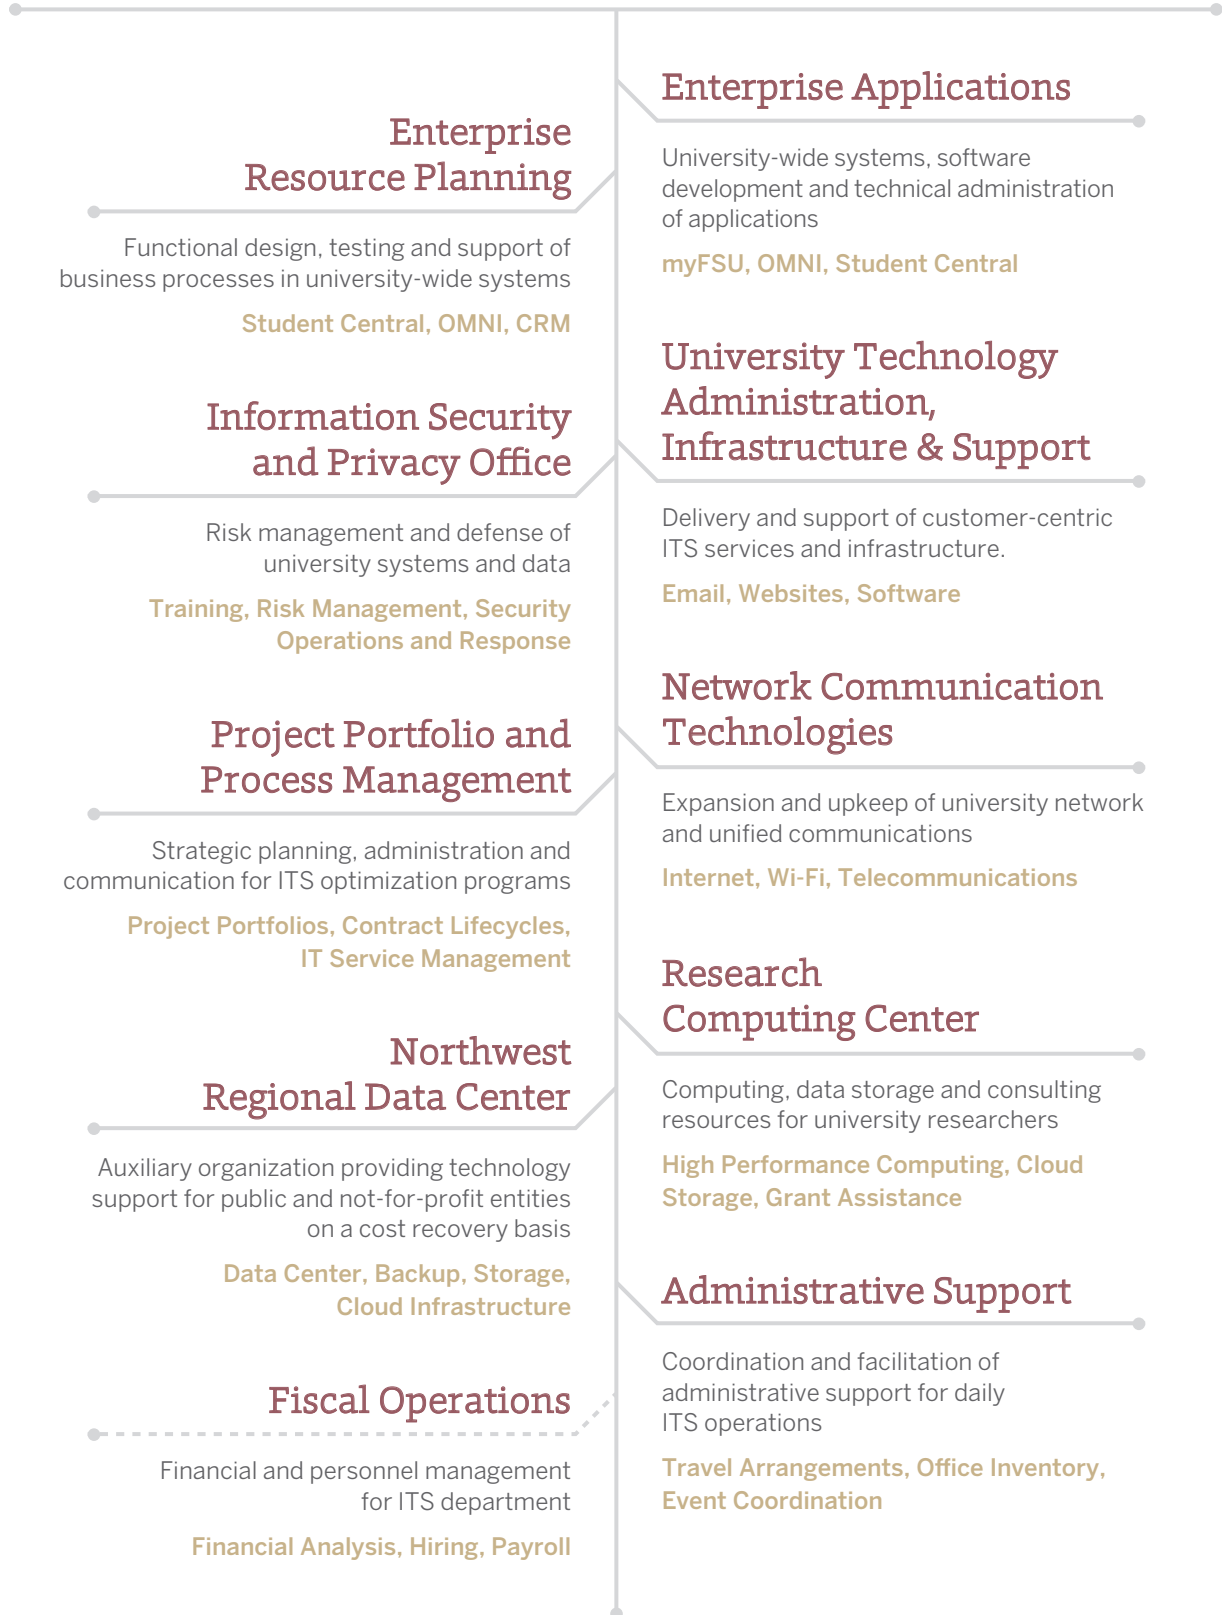 Enterprise
Resource Planning
Functional design, testing and support of
business processes in university-wide systems
Student Central, OMNI, CRM
Information Security
and Privacy Office
Risk management and defense of
university systems and data
Training, Risk Management, Security
Operations and Response
Project Portfolio and
Process Management
Strategic planning, administration and
communication for ITS optimization programs
Project Portfolios, Contract Lifecycles,
IT Service Management
Northwest
Regional Data Center
Auxiliary organization providing technology
support for public and not-for-profit entities
on a cost recovery basis
Data Center, Backup, Storage,
Cloud Infrastructure
Fiscal Operations
Financial and personnel management
for ITS department
Financial Analysis, Hiring, Payroll
Enterprise Applications
University-wide systems, software
development and technical administration
of applications
myFSU, OMNI, Student Central
University Technology
Administration,
Infrastructure & Support
Delivery and support of customer-centric
ITS services and infrastructure.
Email, Websites, Software
Network Communication
Technologies
Expansion and upkeep of university network
and unified communications
Internet, Wi-Fi, Telecommunications
Research
Computing Center
Computing, data storage and consulting
resources for university researchers
High Performance Computing, Cloud
Storage, Grant Assistance
Administrative Support
Coordination and facilitation of
administrative support for daily
ITS operations
Travel Arrangements, Office Inventory,
Event Coordination